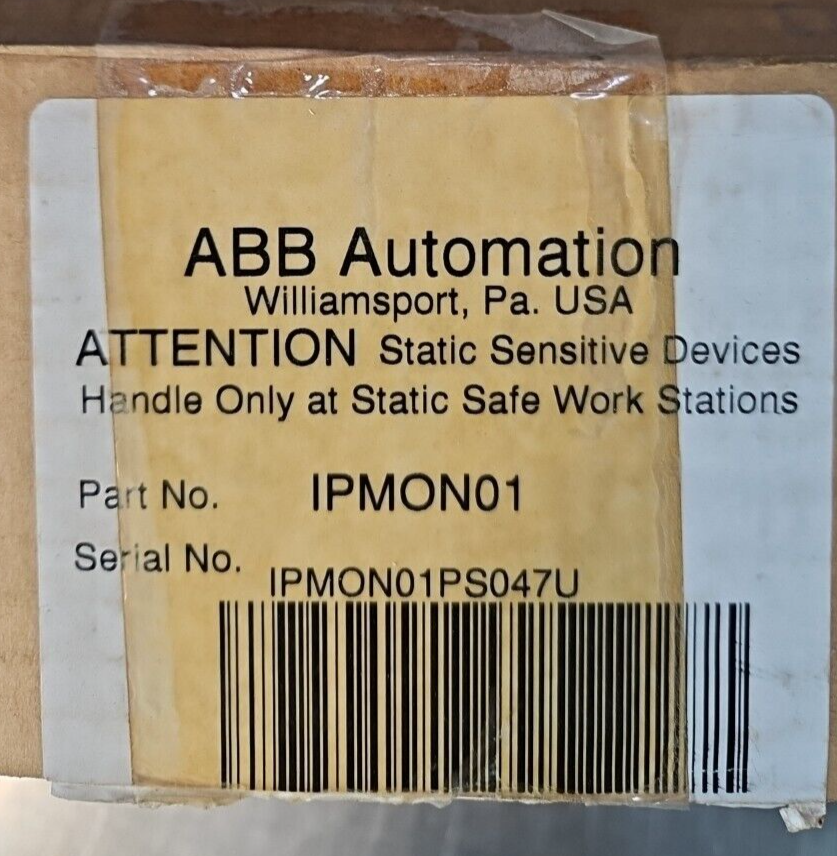 ABB Automation
Williamsport, Pa. USA
ATTENTION Static Sensitive Devices
Handle Only at Static Safe Work Stations
Part No. IPMON01
Serial No.
IPMON01PS047U